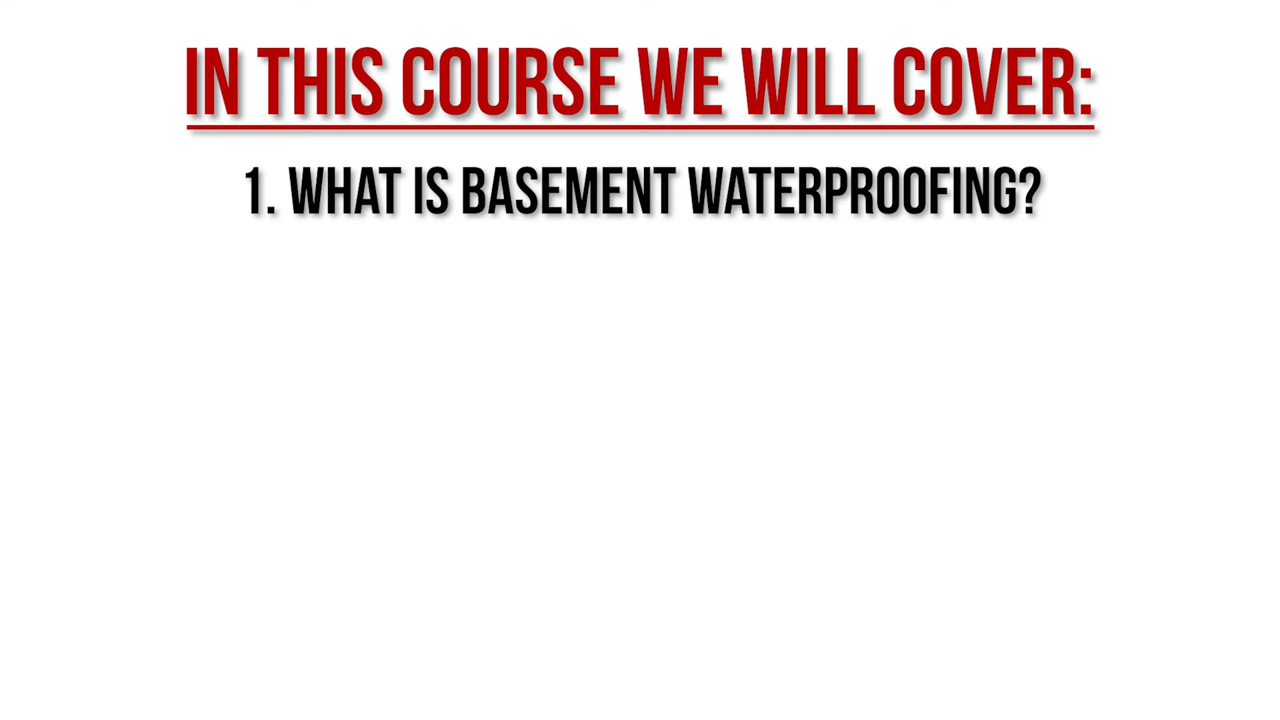 IN THIS COURSE WE WILL COVER:
1. WHAT IS BASEMENT WATERPROOFING?